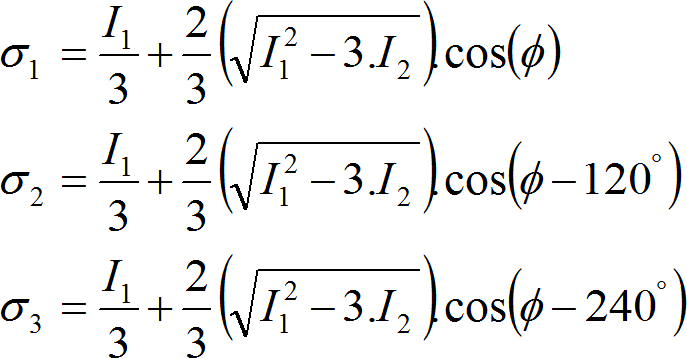 σ₁ = I₁/3 + 2/3(√(I₁² − 3.I₂)).cos(ϕ)
σ₂ = I₁/3 + 2/3(√(I₁² − 3.I₂)).cos(ϕ − 120°)
σ₃ = I₁/3 + 2/3(√(I₁² − 3.I₂)).cos(ϕ − 240°)